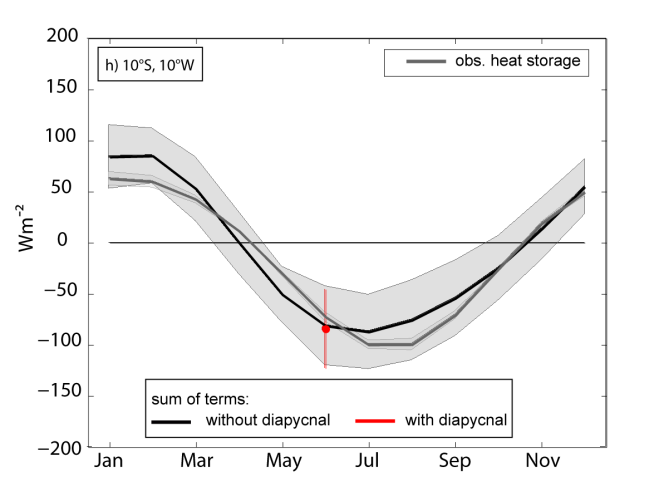 200
h) 10°S, 10°W
obs. heat storage
150
100
50
0
−50
−100
−150
−200
Wm⁻²
sum of terms:
without diapycnal
with diapycnal
Jan Mar May Jul Sep Nov